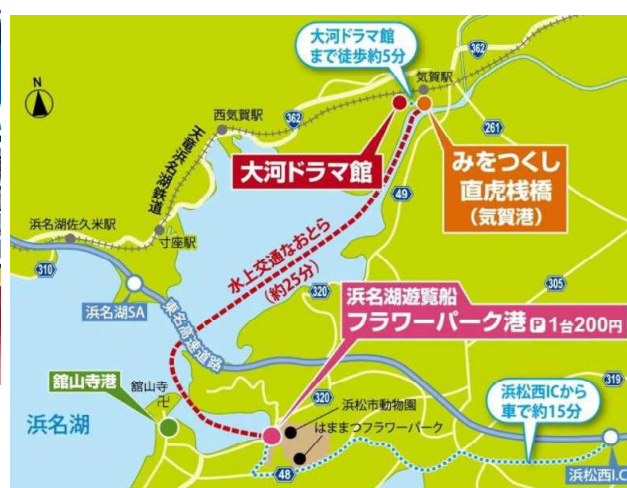 大河ドラマ館
まで徒歩約5分
362
気賀駅
N
西気賀駅
362
261
大河ドラマ館
みをつくし
直虎桟橋
(気賀港)
天竜浜名湖鉄道
49
浜名湖佐久米駅
寸座駅
水上交通なおとら
(約25分)
310
305
320
浜名湖SA
浜名湖遊覧船
フラワーパーク港 P 1台200円
東名高速道路
舘山寺港
舘山寺
卍
320
319
浜松市動物園
浜松西ICから
車で約15分
浜名湖
はままつフラワーパーク
48
浜松西I.C